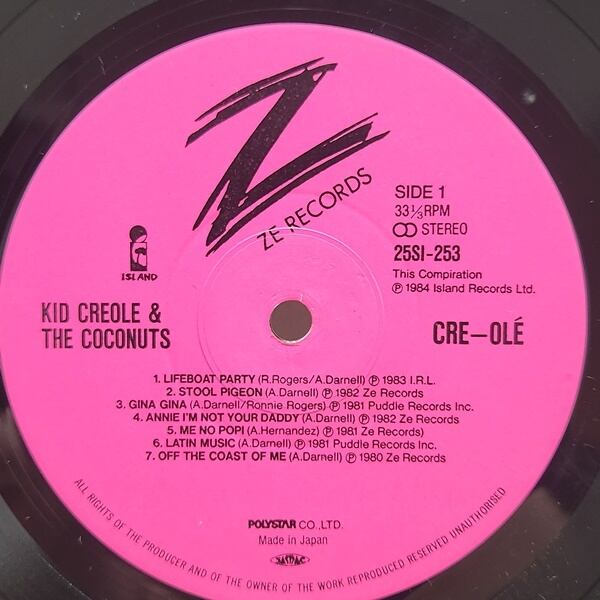 Z
ZE RECORDS
SIDE 1
33⅓RPM
STEREO
25SI-253
This Compiration
Ⓟ 1984 Island Records Ltd.
ISLAND
KID CREOLE &
THE COCONUTS
CRE–OLÉ
1. LIFEBOAT PARTY (R.Rogers/A.Darnell) Ⓟ 1983 I.R.L.
2. STOOL PIGEON (A.Darnell) Ⓟ 1982 Ze Records
3. GINA GINA (A.Darnell/Ronnie Rogers) Ⓟ 1981 Puddle Records Inc.
4. ANNIE I'M NOT YOUR DADDY (A.Darnell) Ⓟ 1982 Ze Records
5. ME NO POPI (A.Hernandez) Ⓟ 1981 Ze Records)
6. LATIN MUSIC (A.Darnell) Ⓟ 1981 Puddle Records Inc.
7. OFF THE COAST OF ME (A.Darnell) Ⓟ 1980 Ze Records
POLYSTAR CO.,LTD.
Made in Japan
JASRAC
ALL RIGHTS OF THE PRODUCER AND OF THE OWNER OF THE WORK REPRODUCED RESERVED UNAUTHORISED